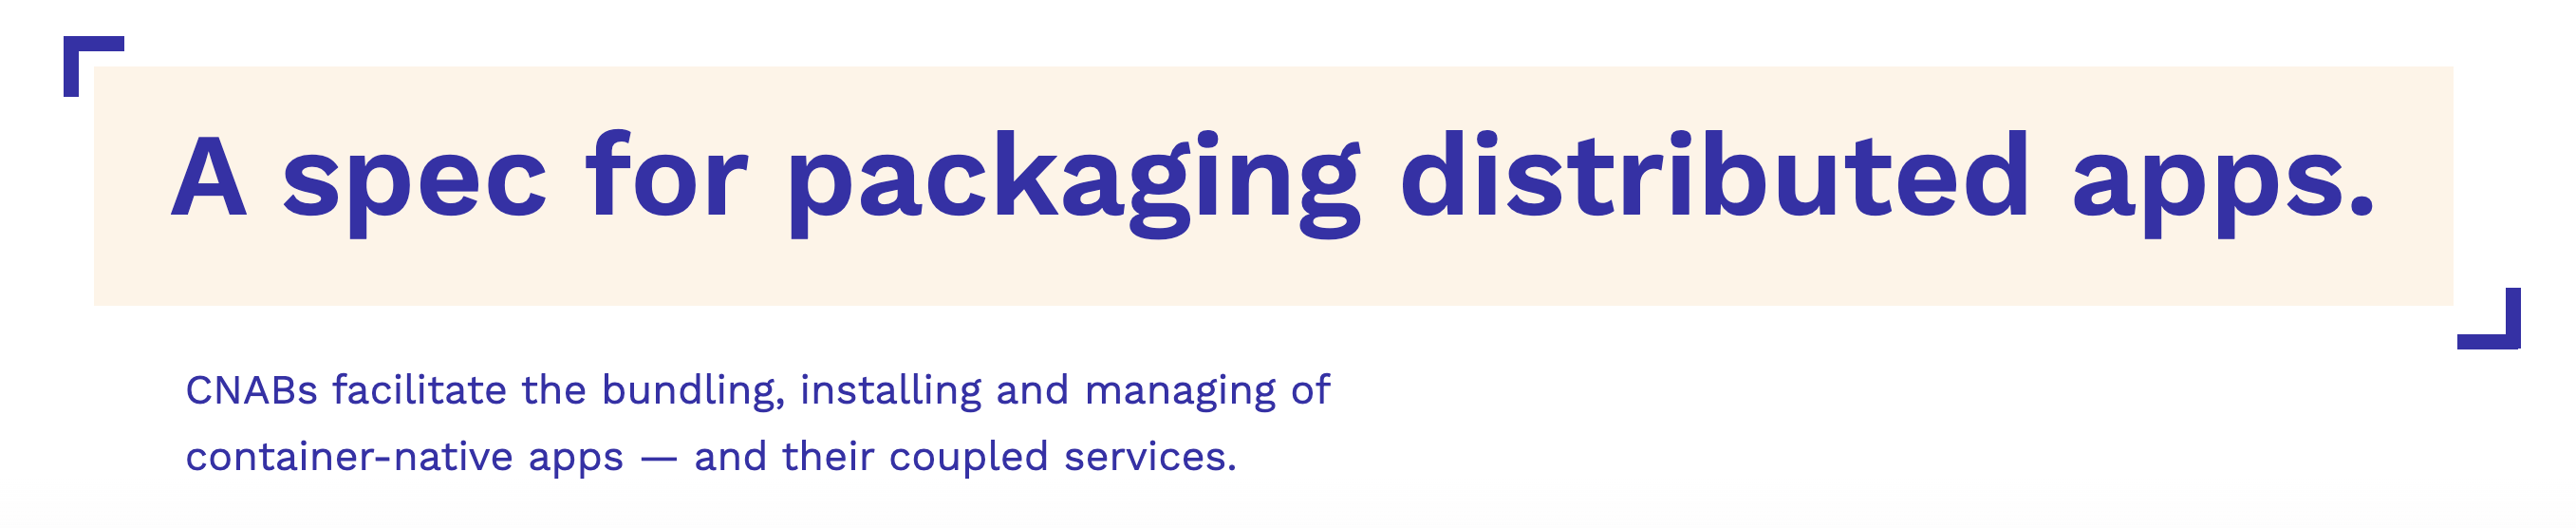 A spec for packaging distributed apps.
CNABs facilitate the bundling, installing and managing of
container-native apps — and their coupled services.